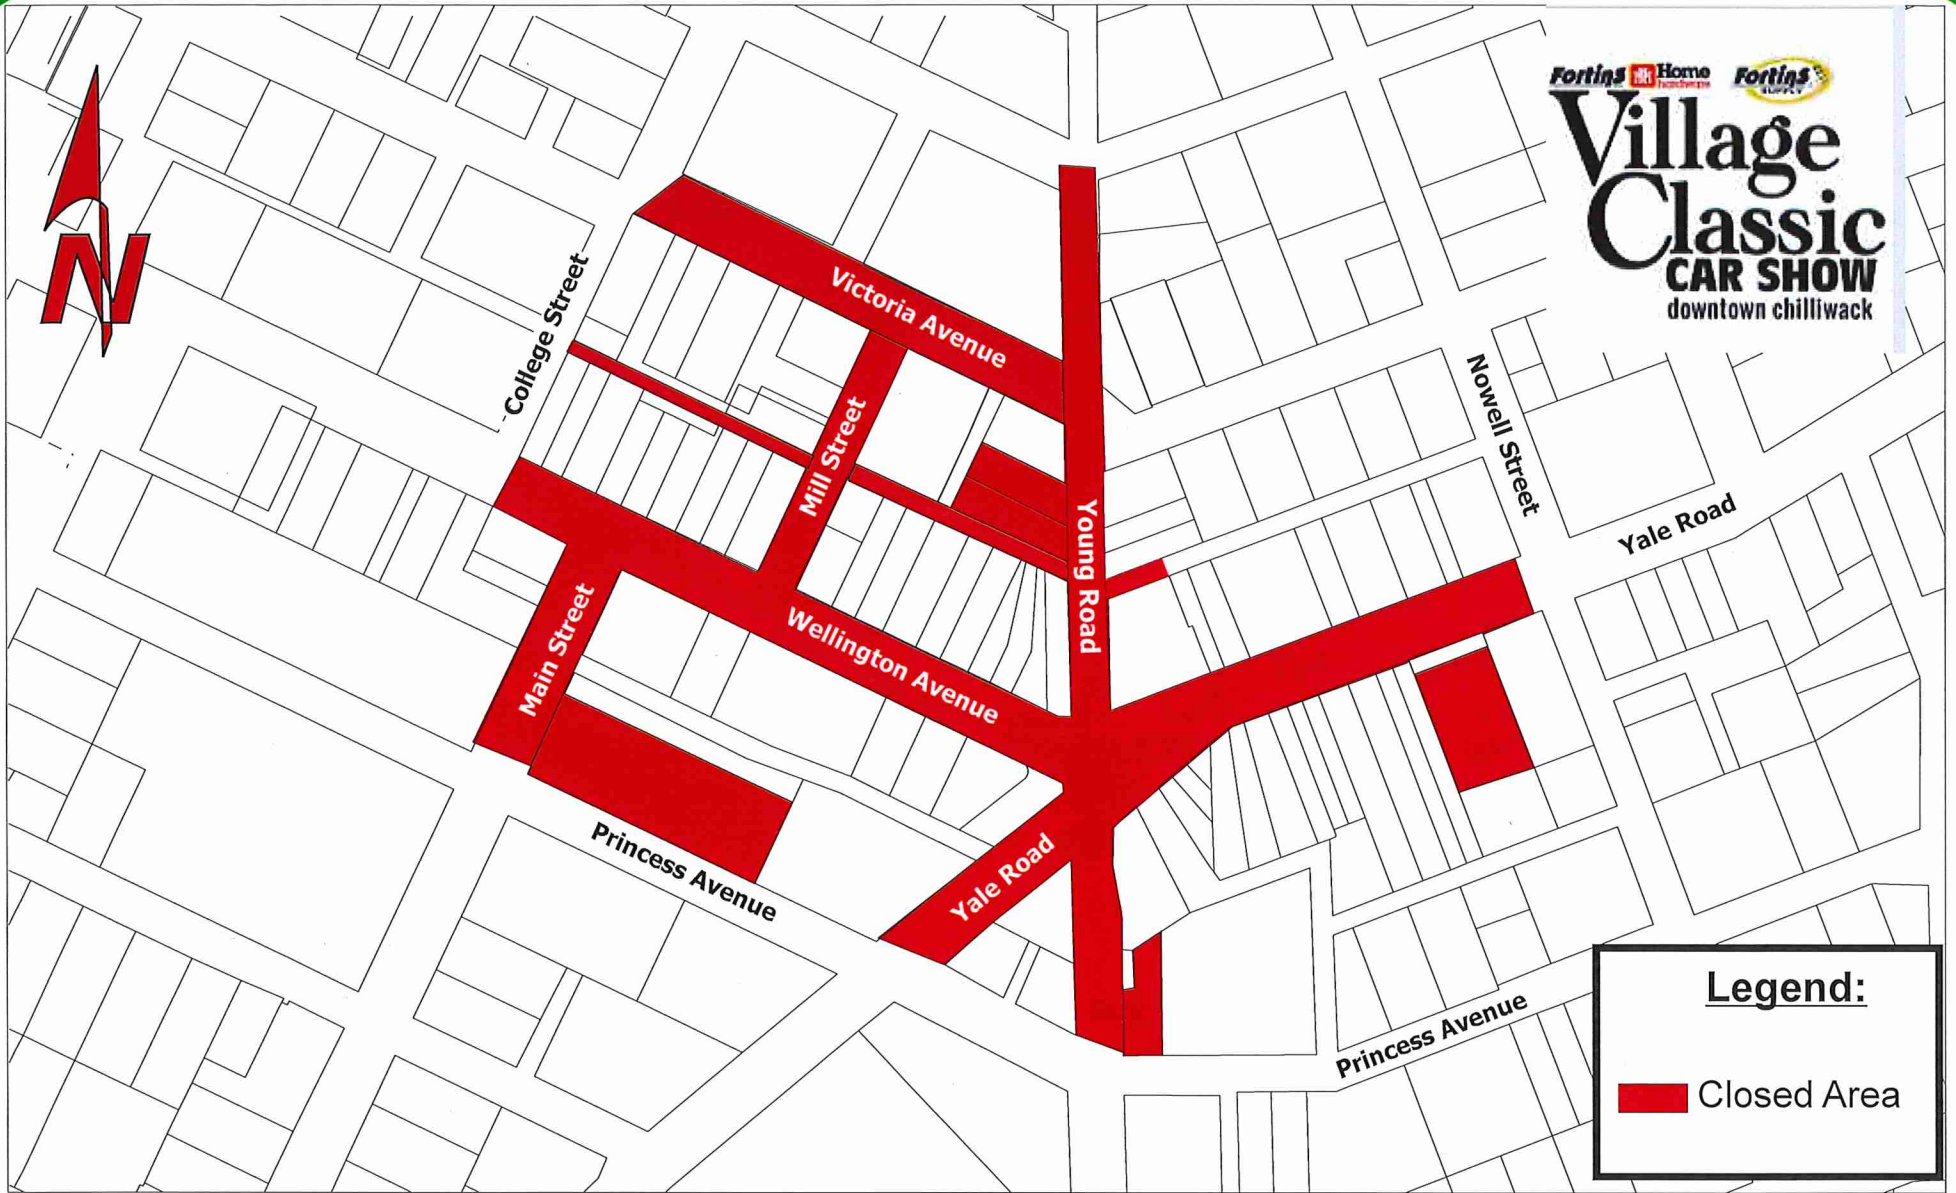 Fortins Home hardware Fortins SUPPLY
Village
Classic
CAR SHOW
downtown chilliwack
N
College Street
Victoria Avenue
Mill Street
Nowell Street
Yale Road
Young Road
Main Street
Wellington Avenue
Princess Avenue
Yale Road
Princess Avenue
Legend:
Closed Area